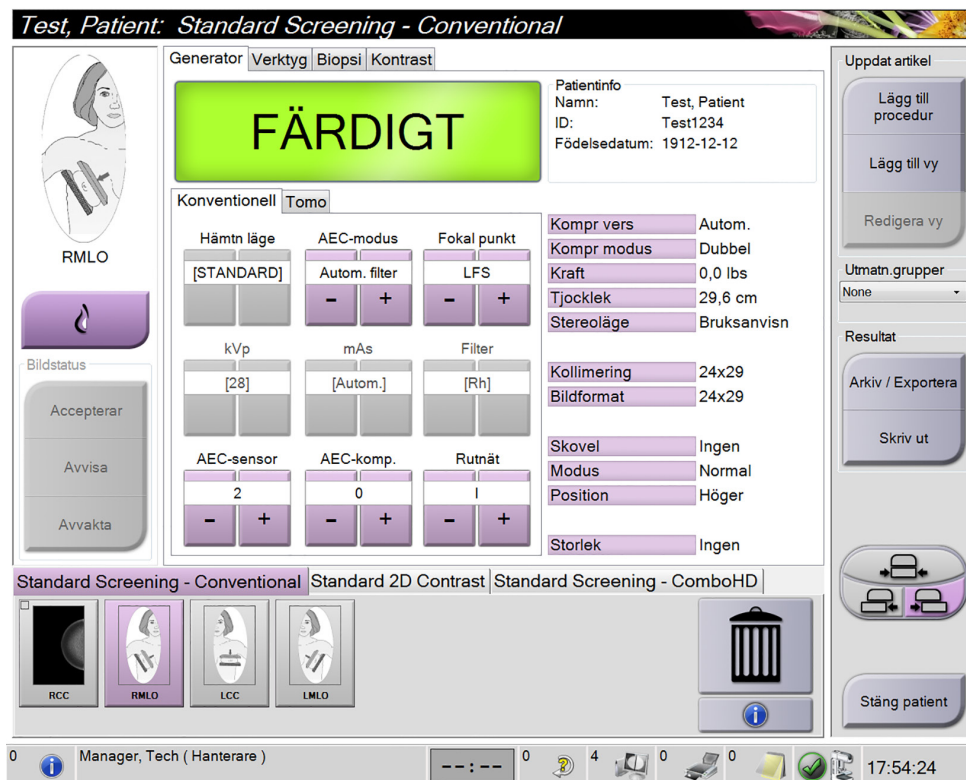 Test, Patient: Standard Screening - Conventional
RMLO
Bildstatus
Accepterar
Avvisa
Avvakta
Generator Verktyg Biopsi Kontrast
FÄRDIGT
Patientinfo
Namn: Test, Patient
ID: Test1234
Födelsedatum: 1912-12-12
Konventionell Tomo
Hämtn läge AEC-modus Fokal punkt
[STANDARD] Autom. filter LFS
- + - +
kVp mAs Filter
[28] [Autom.] [Rh]
AEC-sensor AEC-komp. Rutnät
2 0 I
- + - + - +
Kompr vers Autom.
Kompr modus Dubbel
Kraft 0,0 lbs
Tjocklek 29,6 cm
Stereoläge Bruksanvisn
Kollimering 24x29
Bildformat 24x29
Skovel Ingen
Modus Normal
Position Höger
Storlek Ingen
Uppdat artikel
Lägg till
procedur
Lägg till vy
Redigera vy
Utmatn.grupper
None
Resultat
Arkiv / Exportera
Skriv ut
Stäng patient
Standard Screening - Conventional Standard 2D Contrast Standard Screening - ComboHD
RCC RMLO LCC LMLO
0 Manager, Tech ( Hanterare ) --:-- 0 4 0 0 17:54:24